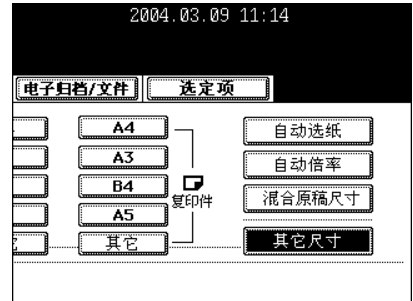 2004.03.09 11:14
电子归档/文件 选定项
A4 自动选纸
A3 自动倍率
B4 复印件 混合原稿尺寸
A5
其它 其它尺寸